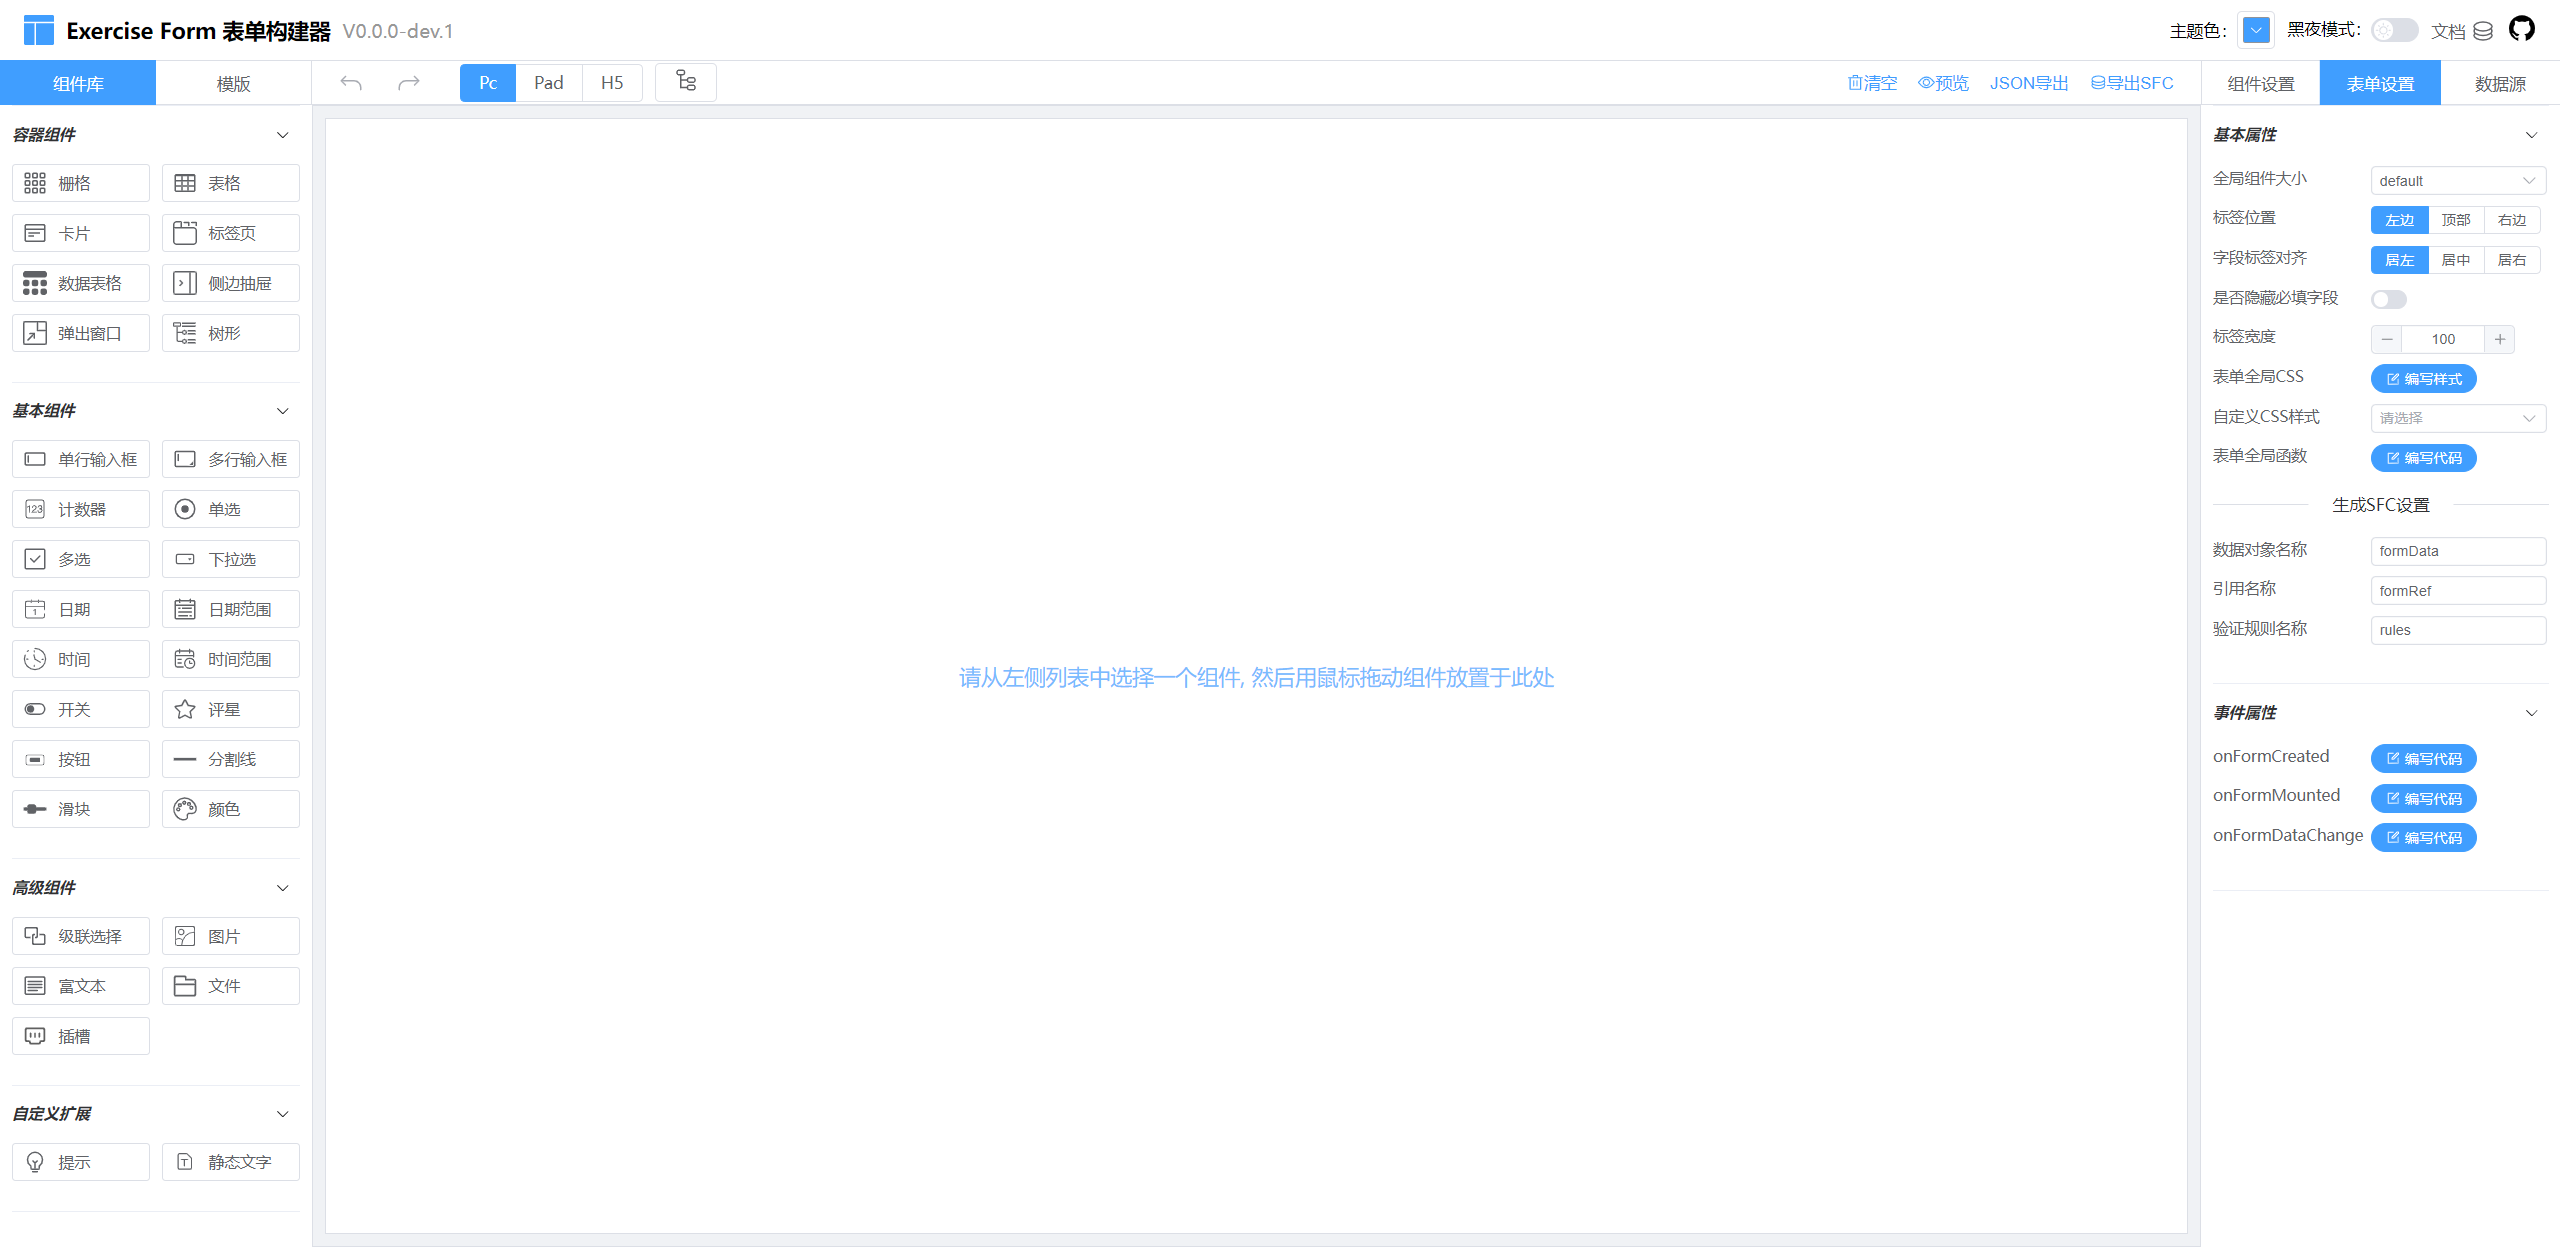 Exercise Form 表单构建器 V0.0.0-dev.1
主题色:
黑夜模式:
文档
组件库 模版
Pc Pad H5
清空 预览 JSON导出 导出SFC
组件设置 表单设置 数据源
容器组件
栅格 表格
卡片 标签页
数据表格 侧边抽屉
弹出窗口 树形
基本组件
单行输入框 多行输入框
123 计数器 单选
多选 下拉选
1 日期 日期范围
时间 时间范围
开关 评星
按钮 分割线
滑块 颜色
高级组件
级联选择 图片
富文本 文件
插槽
自定义扩展
提示 T 静态文字
请从左侧列表中选择一个组件, 然后用鼠标拖动组件放置于此处
基本属性
全局组件大小 default
标签位置 左边 顶部 右边
字段标签对齐 居左 居中 居右
是否隐藏必填字段
标签宽度 − 100 +
表单全局CSS 编写样式
自定义CSS样式 请选择
表单全局函数 编写代码
生成SFC设置
数据对象名称 formData
引用名称 formRef
验证规则名称 rules
事件属性
onFormCreated 编写代码
onFormMounted 编写代码
onFormDataChange 编写代码